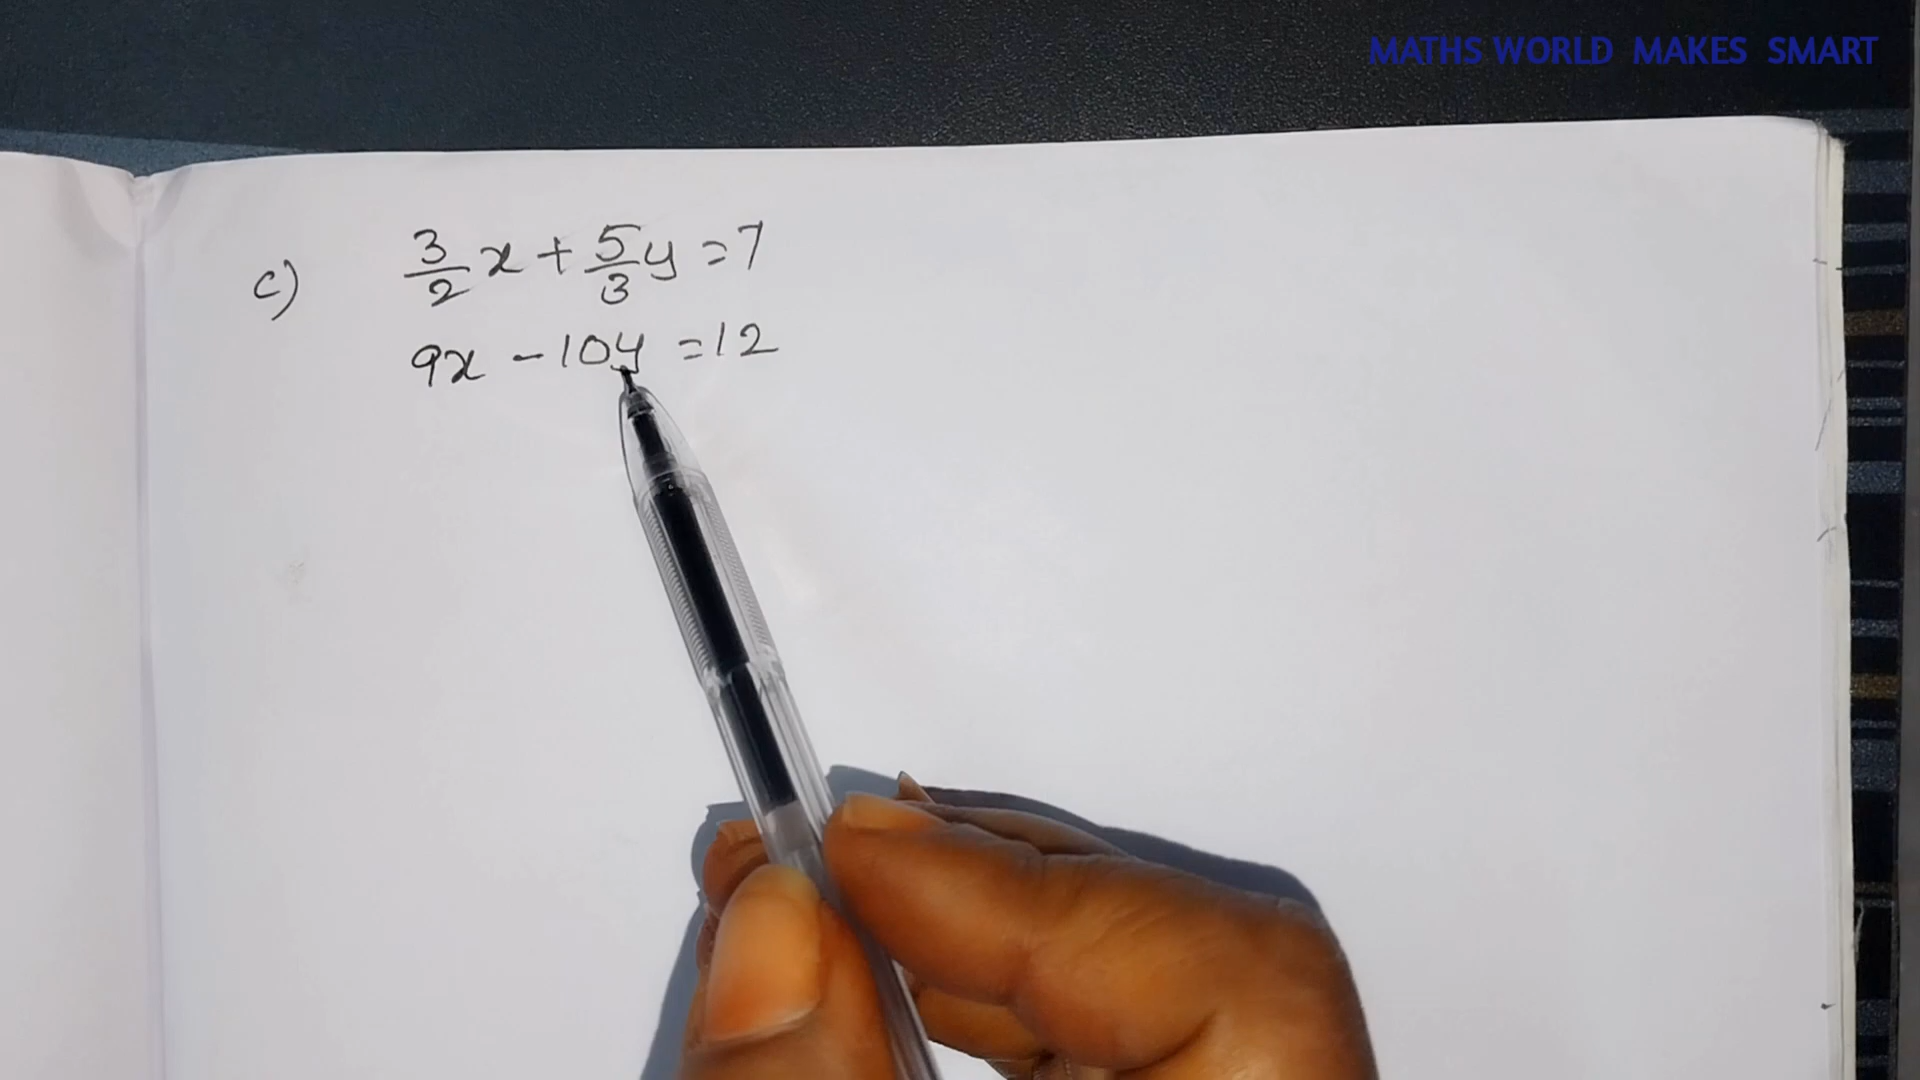 MATHS WORLD MAKES SMART
c) 3/2 x + 5/3 y = 7
9x - 10y = 12